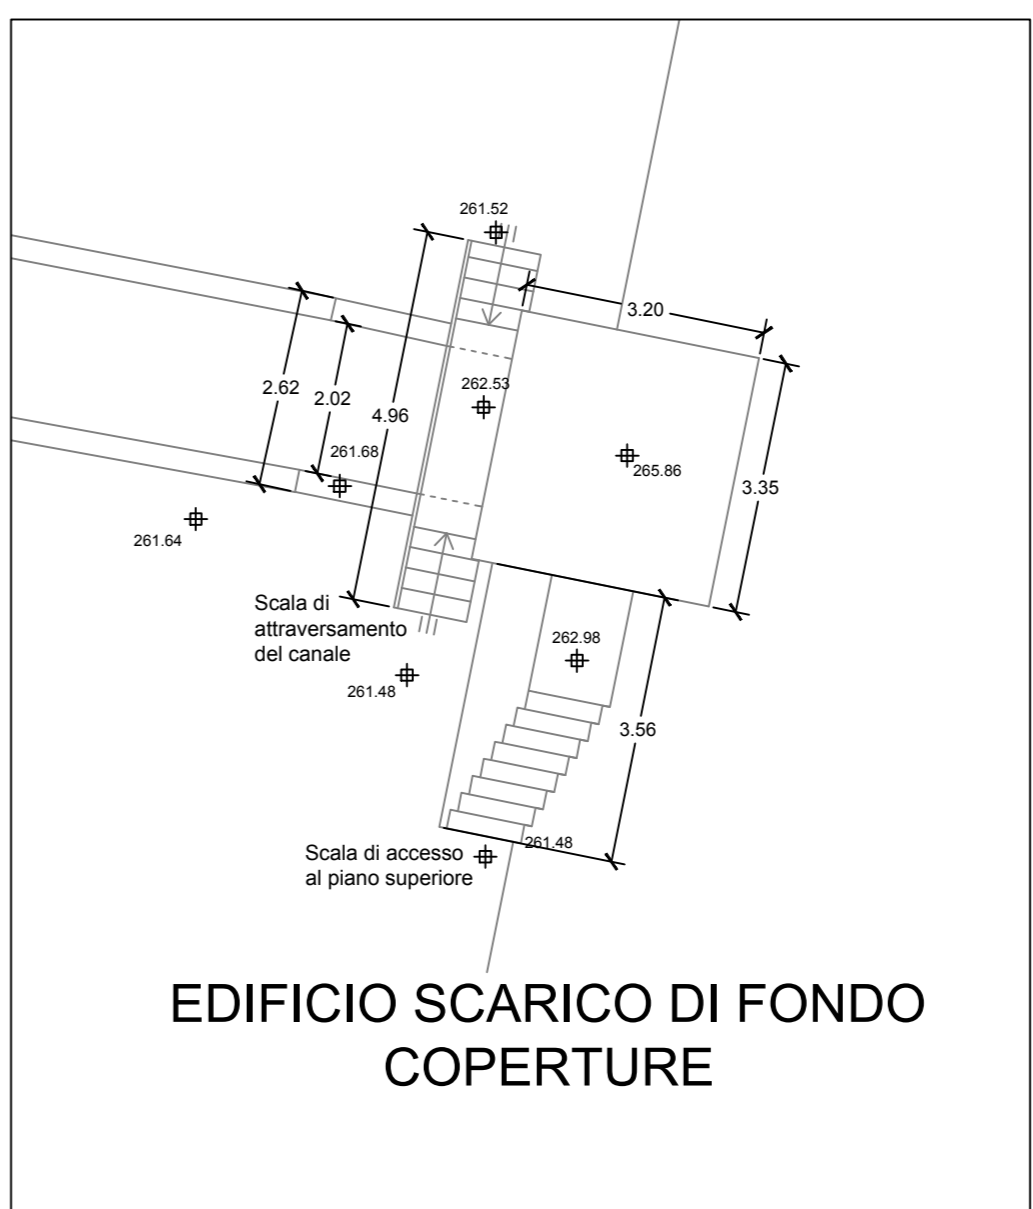 261.52
3.20
262.53
2.62
2.02
4.96
261.68
265.86
3.35
261.64
Scala di
attraversamento
del canale
262.98
261.48
3.56
261.48
Scala di accesso
al piano superiore
EDIFICIO SCARICO DI FONDO
COPERTURE